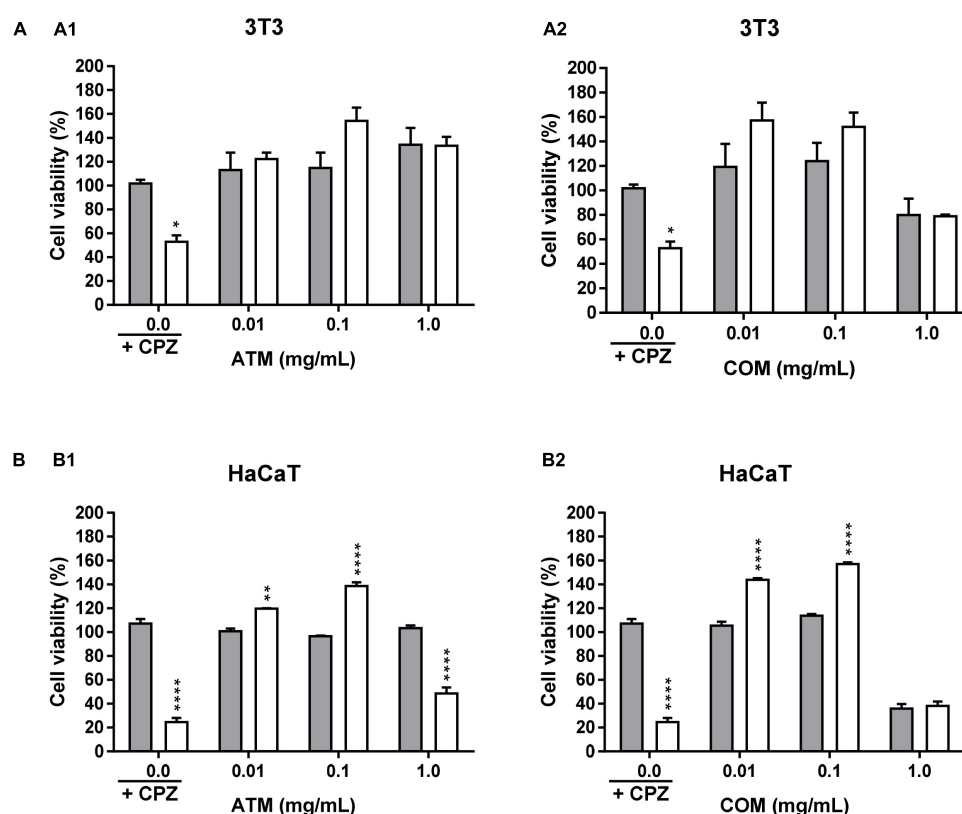 A A1 3T3
Cell viability (%)
200
180
160
140
120
100
80
60
40
20
0
*
0.0 0.01 0.1 1.0
+ CPZ
ATM (mg/mL)
A2 3T3
Cell viability (%)
200
180
160
140
120
100
80
60
40
20
0
*
0.0 0.01 0.1 1.0
+ CPZ
COM (mg/mL)
B B1 HaCaT
Cell viability (%)
200
180
160
140
120
100
80
60
40
20
0
**** ** **** ****
0.0 0.01 0.1 1.0
+ CPZ
ATM (mg/mL)
B2 HaCaT
Cell viability (%)
200
180
160
140
120
100
80
60
40
20
0
**** **** ****
0.0 0.01 0.1 1.0
+ CPZ
COM (mg/mL)